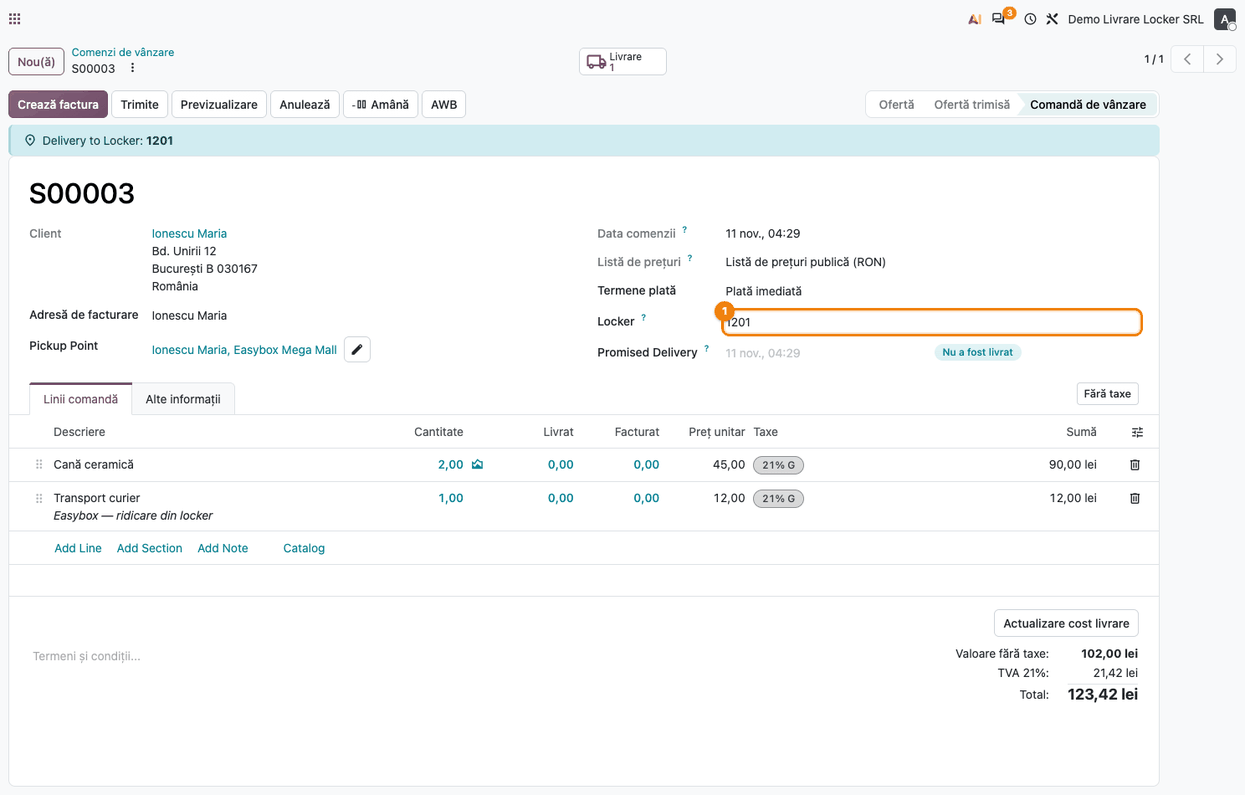 AI 3 Demo Livrare Locker SRL A
Nou(ă) Comenzi de vânzare
S00003
Livrare
1
1 / 1
Crează factura Trimite Previzualizare Anulează Amână AWB
Ofertă Ofertă trimisă Comandă de vânzare
Delivery to Locker: 1201
S00003
Client Ionescu Maria
Bd. Unirii 12
București B 030167
România
Adresă de facturare Ionescu Maria
Pickup Point Ionescu Maria, Easybox Mega Mall
Data comenzii ? 11 nov., 04:29
Listă de prețuri ? Listă de prețuri publică (RON)
Termene plată Plată imediată
1
Locker ? 1201
Promised Delivery ? 11 nov., 04:29 Nu a fost livrat
Linii comandă Alte informații Fără taxe
Descriere Cantitate Livrat Facturat Preț unitar Taxe Sumă
Cană ceramică 2,00 0,00 0,00 45,00 21% G 90,00 lei
Transport curier 1,00 0,00 0,00 12,00 21% G 12,00 lei
Easybox — ridicare din locker
Add Line Add Section Add Note Catalog
Actualizare cost livrare
Termeni și condiții...
Valoare fără taxe: 102,00 lei
TVA 21%: 21,42 lei
Total: 123,42 lei